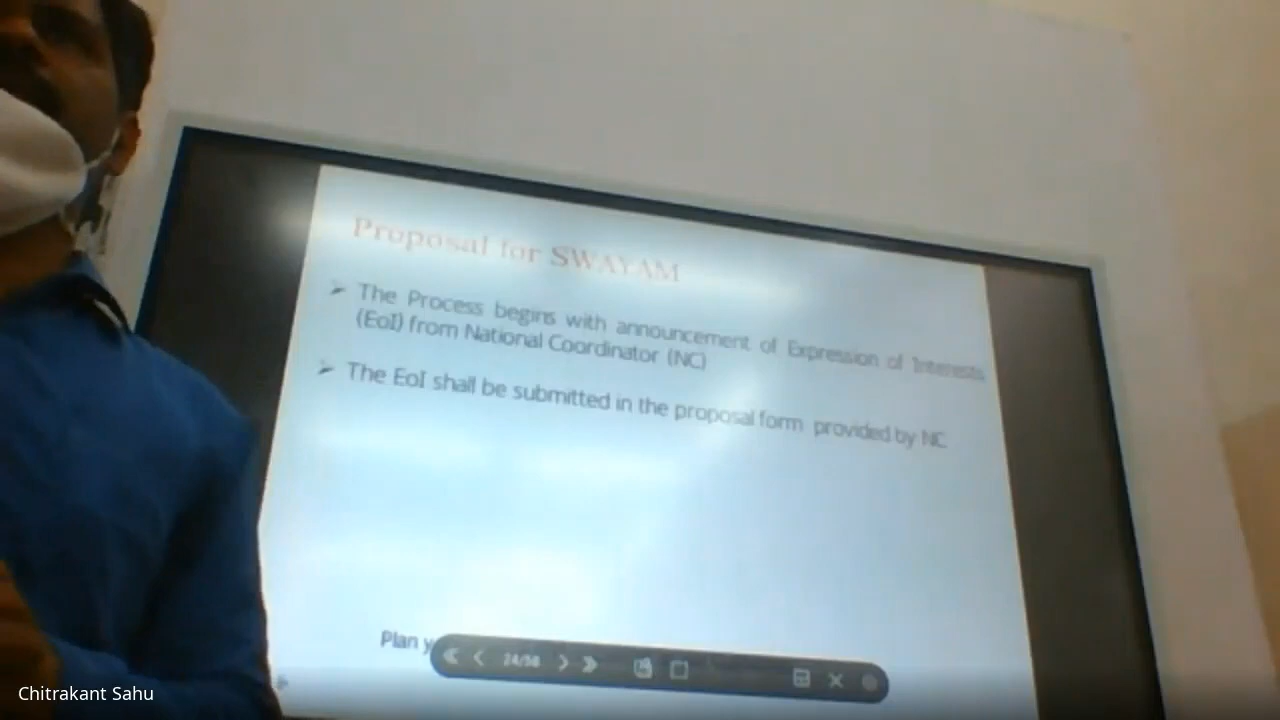 Proposal for SWAYAM
➤ The Process begins with announcement of Expression of Interests
(EoI) from National Coordinator (NC)
➤ The EoI shall be submitted in the proposal form provided by NC
Plan y
24/58
Chitrakant Sahu